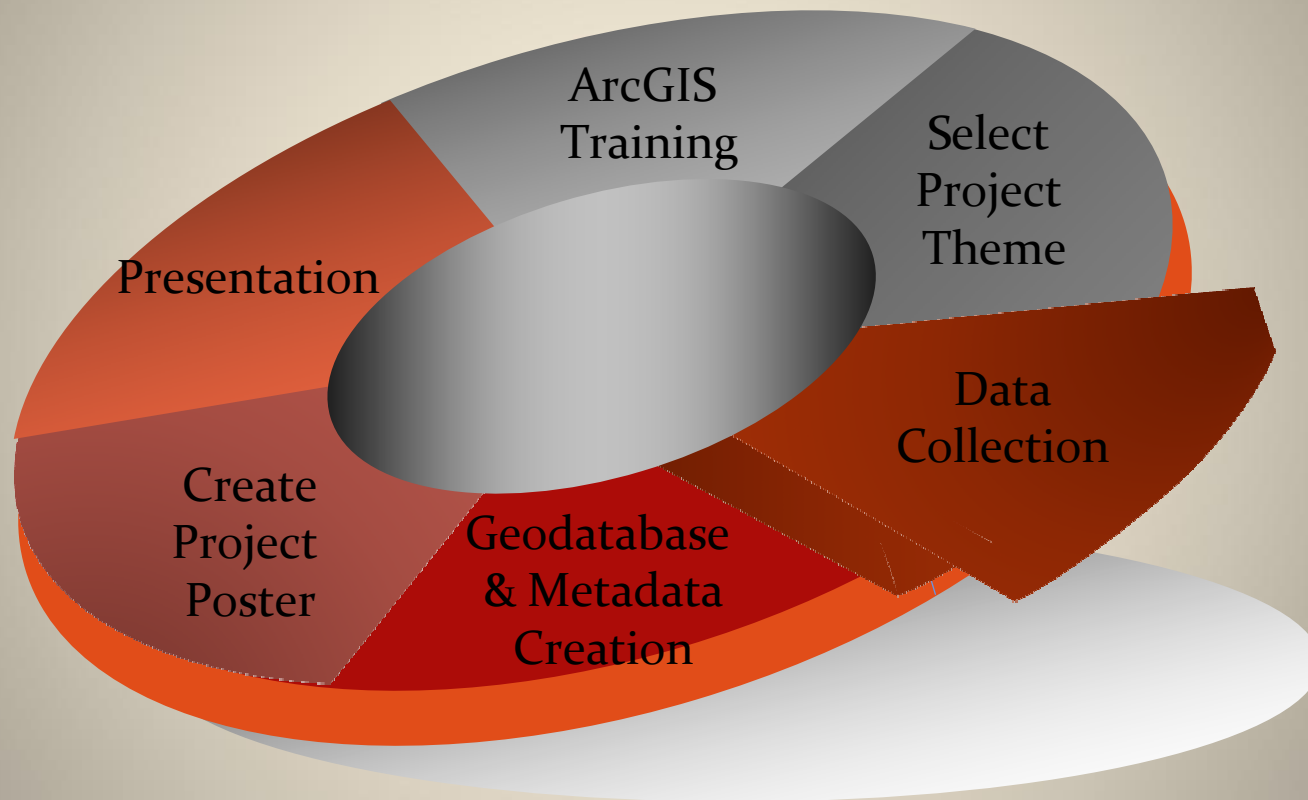 ArcGIS
Training
Select
Project
Theme
Data
Collection
Geodatabase
& Metadata
Creation
Create
Project
Poster
Presentation